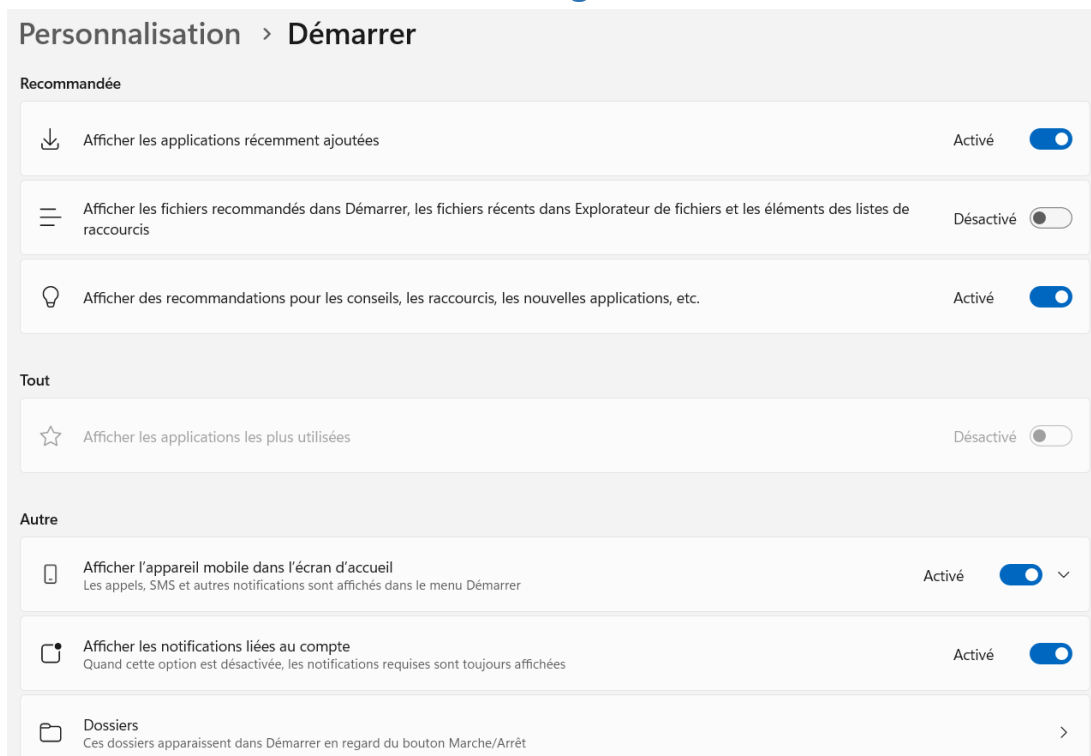 Personnalisation > Démarrer
Recommandée
Afficher les applications récemment ajoutées
Activé
Afficher les fichiers recommandés dans Démarrer, les fichiers récents dans Explorateur de fichiers et les éléments des listes de
raccourcis
Désactivé
Afficher des recommandations pour les conseils, les raccourcis, les nouvelles applications, etc.
Activé
Tout
Afficher les applications les plus utilisées
Désactivé
Autre
Afficher l'appareil mobile dans l'écran d'accueil
Les appels, SMS et autres notifications sont affichés dans le menu Démarrer
Activé
Afficher les notifications liées au compte
Quand cette option est désactivée, les notifications requises sont toujours affichées
Activé
Dossiers
Ces dossiers apparaissent dans Démarrer en regard du bouton Marche/Arrêt